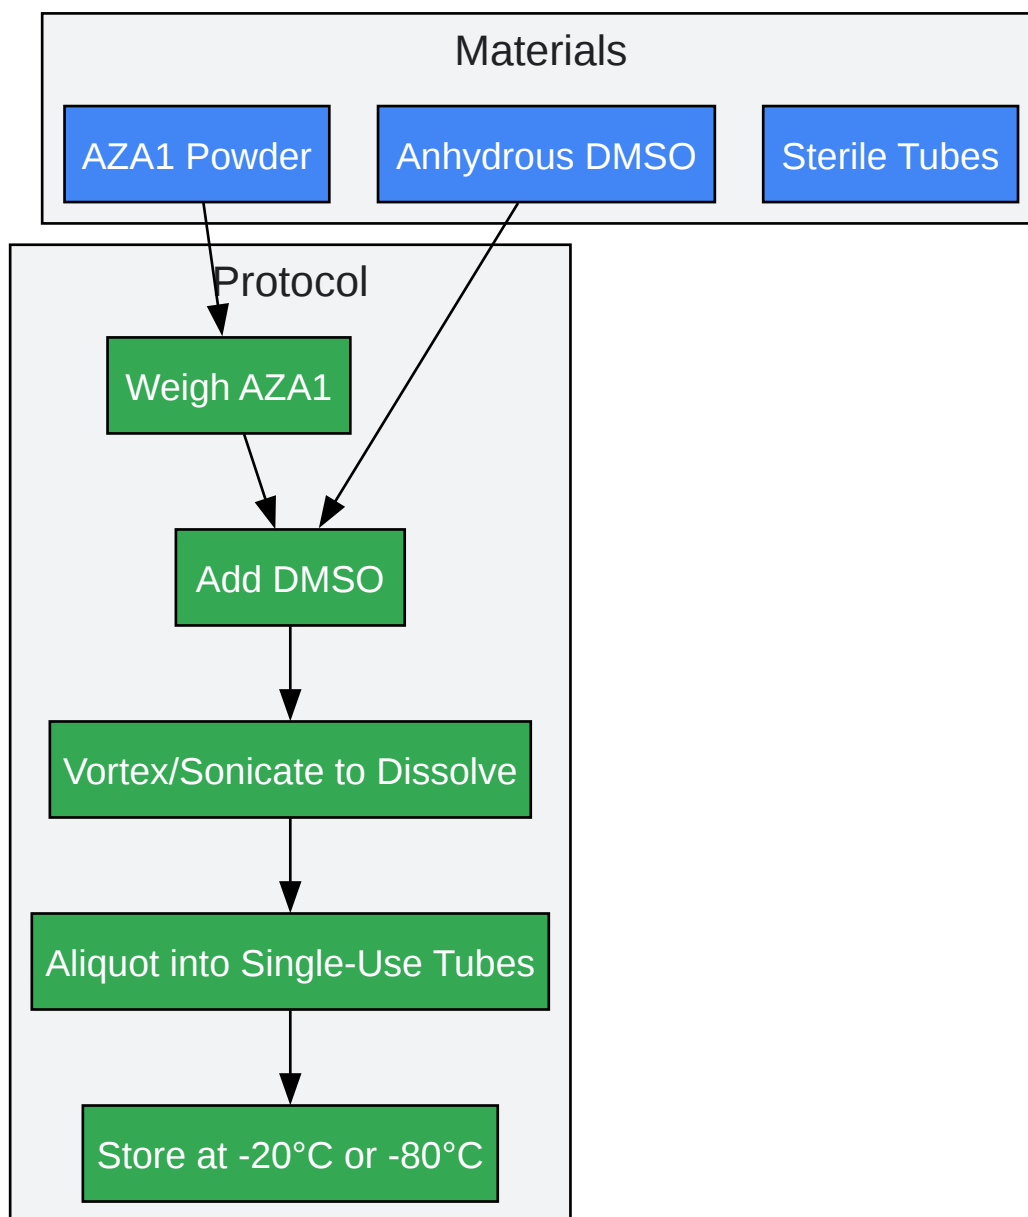 Materials
AZA1 Powder
Anhydrous DMSO
Sterile Tubes
Protocol
Weigh AZA1
Add DMSO
Vortex/Sonicate to Dissolve
Aliquot into Single-Use Tubes
Store at -20°C or -80°C